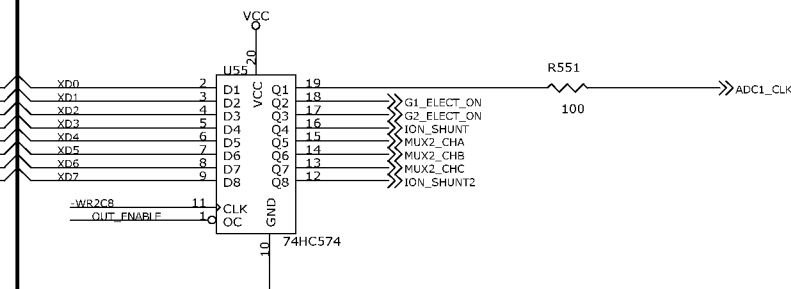 VCC
20
U55
VCC
R551
100
XD0 2 D1 Q1 19 ADC1_CLK
XD1 3 D2 Q2 18 G1_ELECT_ON
XD2 4 D3 Q3 17 G2_ELECT_ON
XD3 5 D4 Q4 16 ION_SHUNT
XD4 6 D5 Q5 15 MUX2_CHA
XD5 7 D6 Q6 14 MUX2_CHB
XD6 8 D7 Q7 13 MUX2_CHC
XD7 9 D8 Q8 12 ION_SHUNT2
-WR2C8 11 CLK
OUT_ENABLE 1 OC
GND
10
74HC574